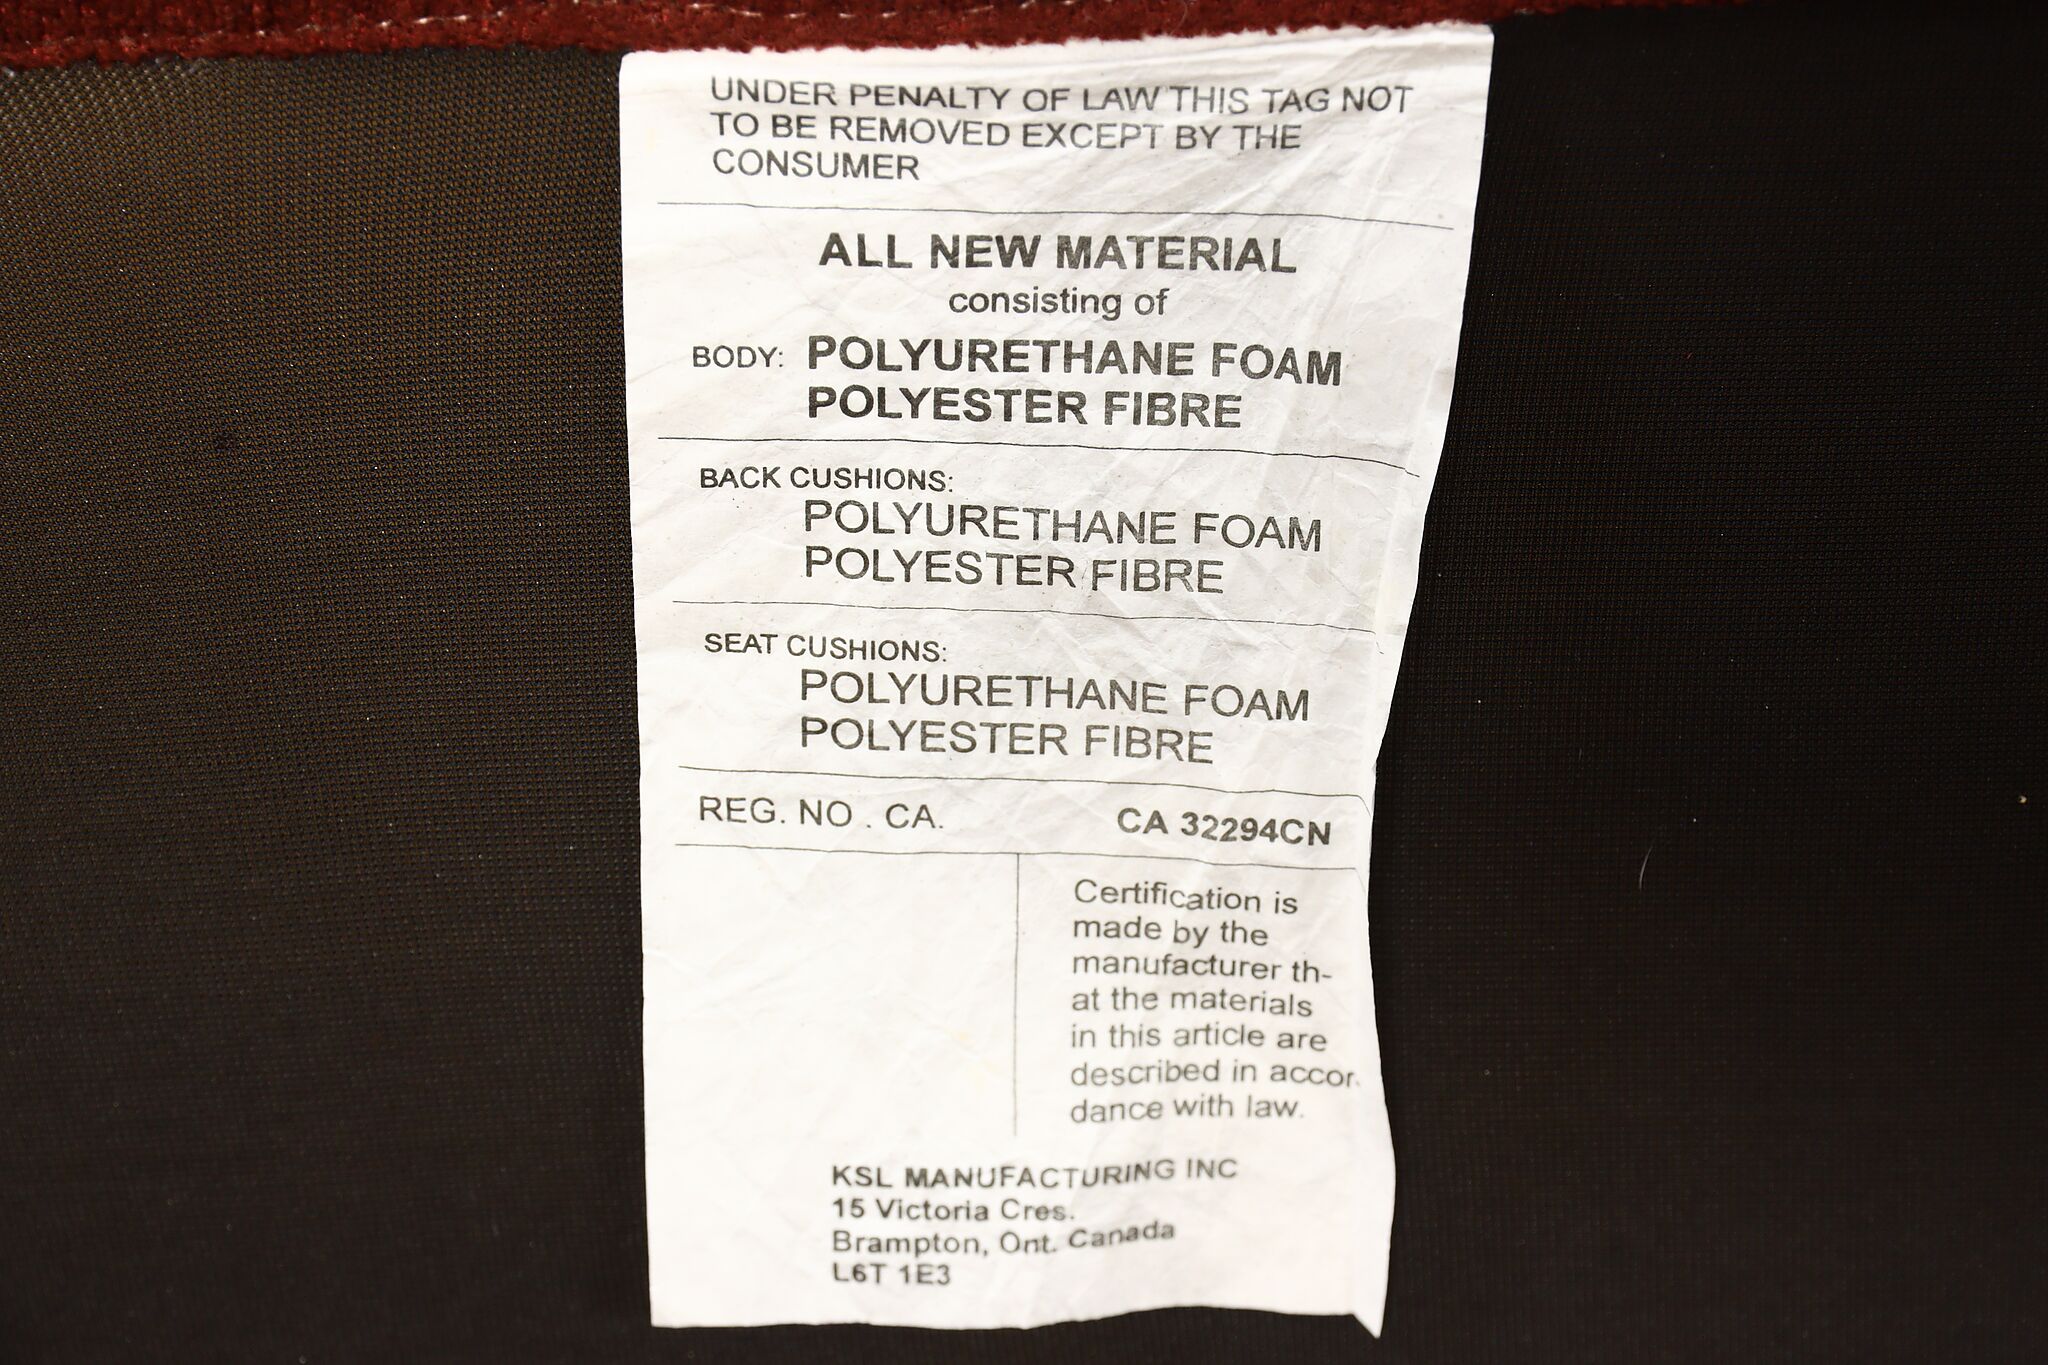 UNDER PENALTY OF LAW THIS TAG NOT
TO BE REMOVED EXCEPT BY THE
CONSUMER
ALL NEW MATERIAL
consisting of
BODY: POLYURETHANE FOAM
POLYESTER FIBRE
BACK CUSHIONS:
POLYURETHANE FOAM
POLYESTER FIBRE
SEAT CUSHIONS:
POLYURETHANE FOAM
POLYESTER FIBRE
REG. NO . CA. CA 32294CN
Certification is
made by the
manufacturer th-
at the materials
in this article are
described in accor-
dance with law.
KSL MANUFACTURING INC
15 Victoria Cres.
Brampton, Ont. Canada
L6T 1E3